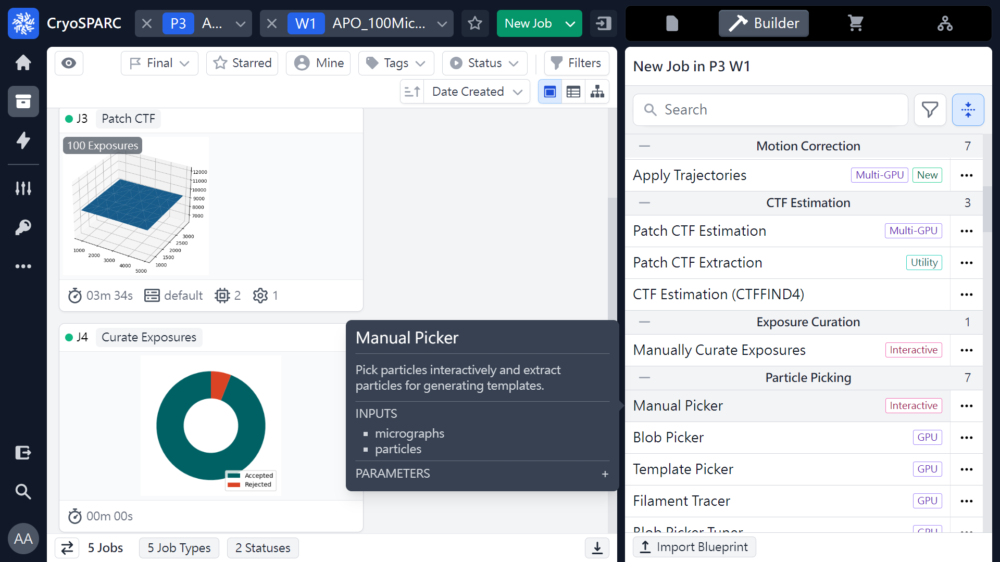 CryoSPARC
P3 A...
W1 APO_100Mic...
New Job
Builder
Final
Starred
Mine
Tags
Status
Filters
Date Created
J3 Patch CTF
100 Exposures
12000
11000
10000
9000
8000
7000
3000
2500
2000
1500
1000
1000
2000
3000
4000
5000
03m 34s default 2 1
J4 Curate Exposures
Accepted
Rejected
00m 00s
Manual Picker
Pick particles interactively and extract
particles for generating templates.
INPUTS
micrographs
particles
PARAMETERS +
5 Jobs
5 Job Types
2 Statuses
AA
New Job in P3 W1
Search
Motion Correction 7
Apply Trajectories Multi-GPU New
CTF Estimation 3
Patch CTF Estimation Multi-GPU
Patch CTF Extraction Utility
CTF Estimation (CTFFIND4)
Exposure Curation 1
Manually Curate Exposures Interactive
Particle Picking 7
Manual Picker Interactive
Blob Picker GPU
Template Picker GPU
Filament Tracer GPU
Blob Picker Tuner GPU
Import Blueprint